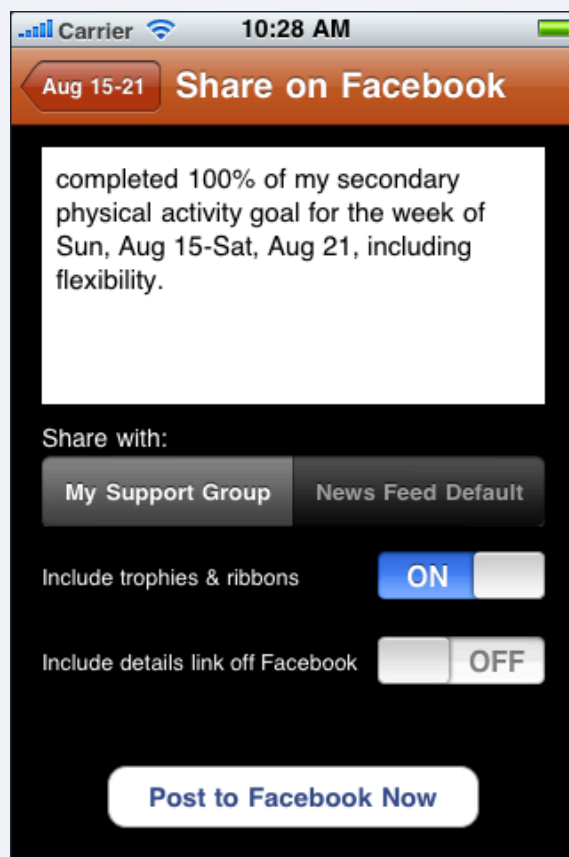 Carrier 10:28 AM
Aug 15-21 Share on Facebook
completed 100% of my secondary
physical activity goal for the week of
Sun, Aug 15-Sat, Aug 21, including
flexibility.
Share with:
My Support Group News Feed Default
Include trophies & ribbons ON
Include details link off Facebook OFF
Post to Facebook Now